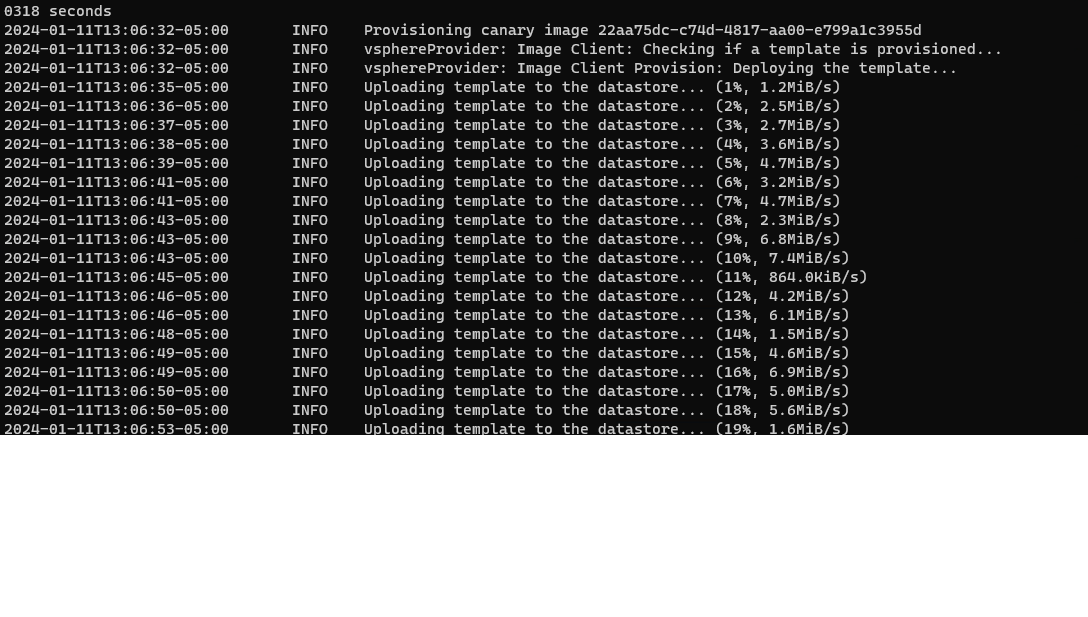 0318 seconds
2024-01-11T13:06:32-05:00 INFO Provisioning canary image 22aa75dc-c74d-4817-aa00-e799a1c3955d
2024-01-11T13:06:32-05:00 INFO vsphereProvider: Image Client: Checking if a template is provisioned...
2024-01-11T13:06:32-05:00 INFO vsphereProvider: Image Client Provision: Deploying the template...
2024-01-11T13:06:35-05:00 INFO Uploading template to the datastore... (1%, 1.2MiB/s)
2024-01-11T13:06:36-05:00 INFO Uploading template to the datastore... (2%, 2.5MiB/s)
2024-01-11T13:06:37-05:00 INFO Uploading template to the datastore... (3%, 2.7MiB/s)
2024-01-11T13:06:38-05:00 INFO Uploading template to the datastore... (4%, 3.6MiB/s)
2024-01-11T13:06:39-05:00 INFO Uploading template to the datastore... (5%, 4.7MiB/s)
2024-01-11T13:06:41-05:00 INFO Uploading template to the datastore... (6%, 3.2MiB/s)
2024-01-11T13:06:41-05:00 INFO Uploading template to the datastore... (7%, 4.7MiB/s)
2024-01-11T13:06:43-05:00 INFO Uploading template to the datastore... (8%, 2.3MiB/s)
2024-01-11T13:06:43-05:00 INFO Uploading template to the datastore... (9%, 6.8MiB/s)
2024-01-11T13:06:43-05:00 INFO Uploading template to the datastore... (10%, 7.4MiB/s)
2024-01-11T13:06:45-05:00 INFO Uploading template to the datastore... (11%, 864.0KiB/s)
2024-01-11T13:06:46-05:00 INFO Uploading template to the datastore... (12%, 4.2MiB/s)
2024-01-11T13:06:46-05:00 INFO Uploading template to the datastore... (13%, 6.1MiB/s)
2024-01-11T13:06:48-05:00 INFO Uploading template to the datastore... (14%, 1.5MiB/s)
2024-01-11T13:06:49-05:00 INFO Uploading template to the datastore... (15%, 4.6MiB/s)
2024-01-11T13:06:49-05:00 INFO Uploading template to the datastore... (16%, 6.9MiB/s)
2024-01-11T13:06:50-05:00 INFO Uploading template to the datastore... (17%, 5.0MiB/s)
2024-01-11T13:06:50-05:00 INFO Uploading template to the datastore... (18%, 5.6MiB/s)
2024-01-11T13:06:53-05:00 INFO Uploading template to the datastore... (19%, 1.6MiB/s)